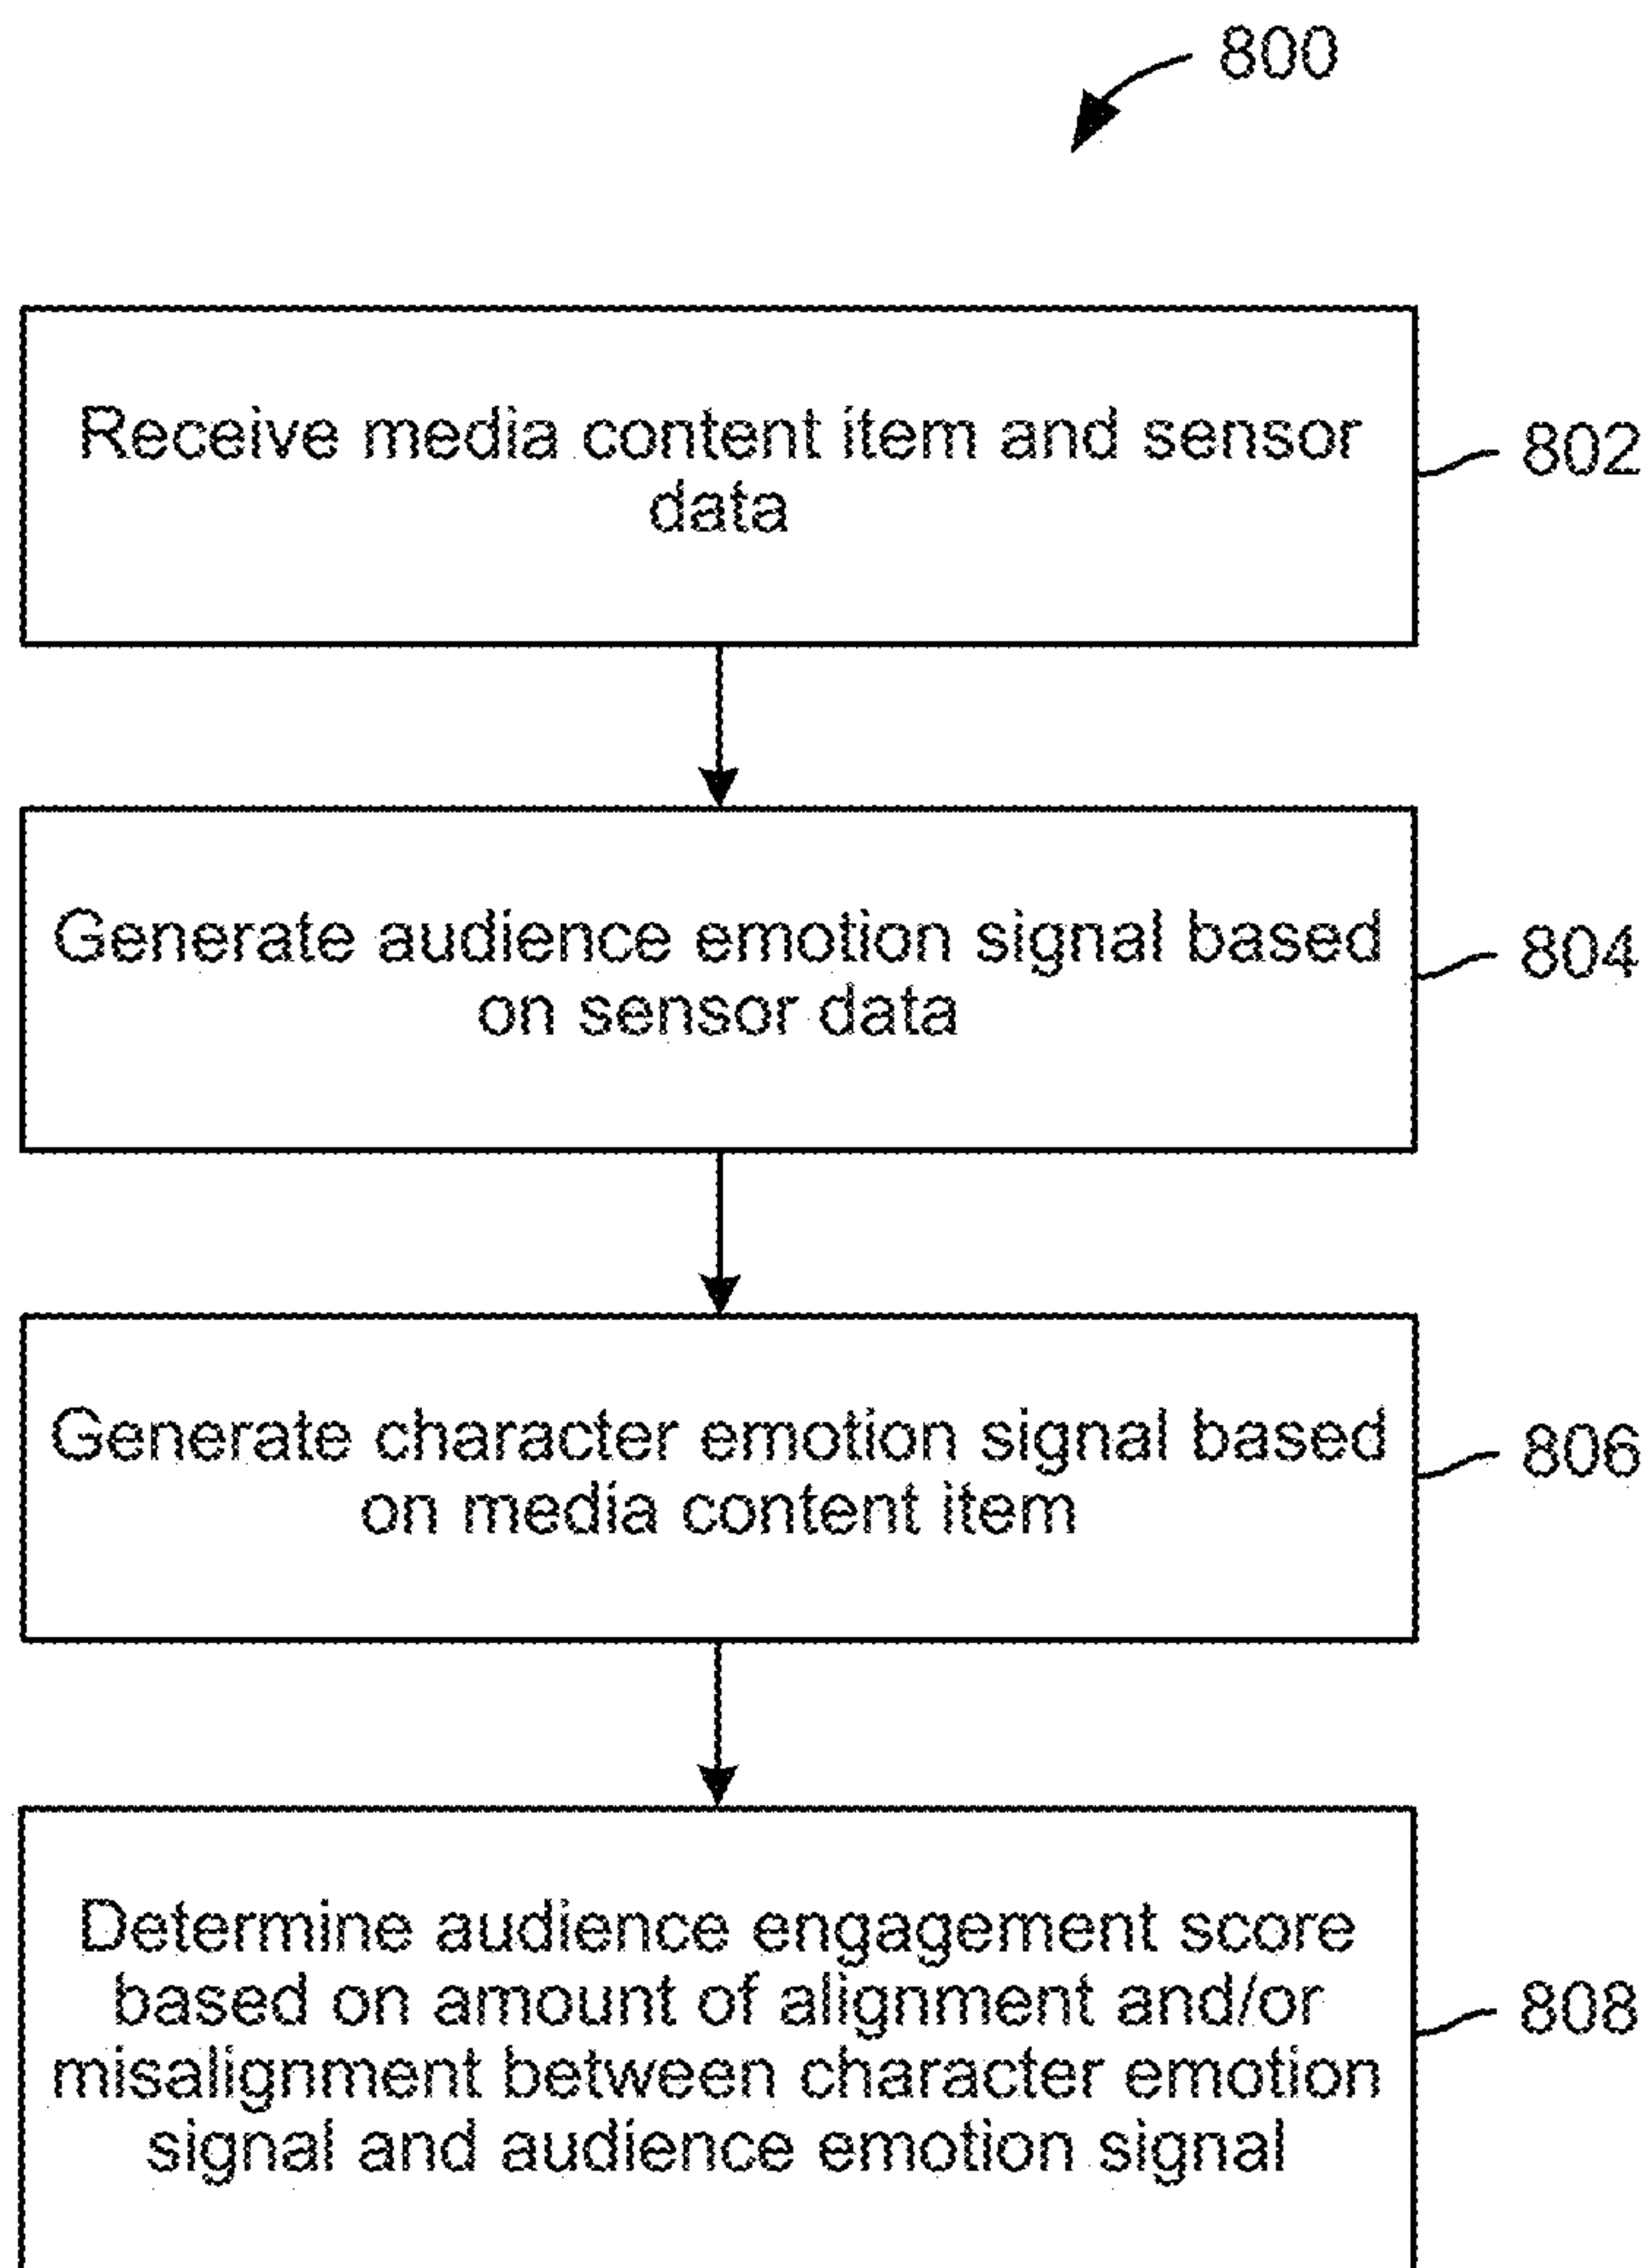 800
Receive media content item and sensor
data
802
Generate audience emotion signal based
on sensor data
804
Generate character emotion signal based
on media content item
806
Determine audience engagement score
based on amount of alignment and/or
misalignment between character emotion
signal and audience emotion signal
808